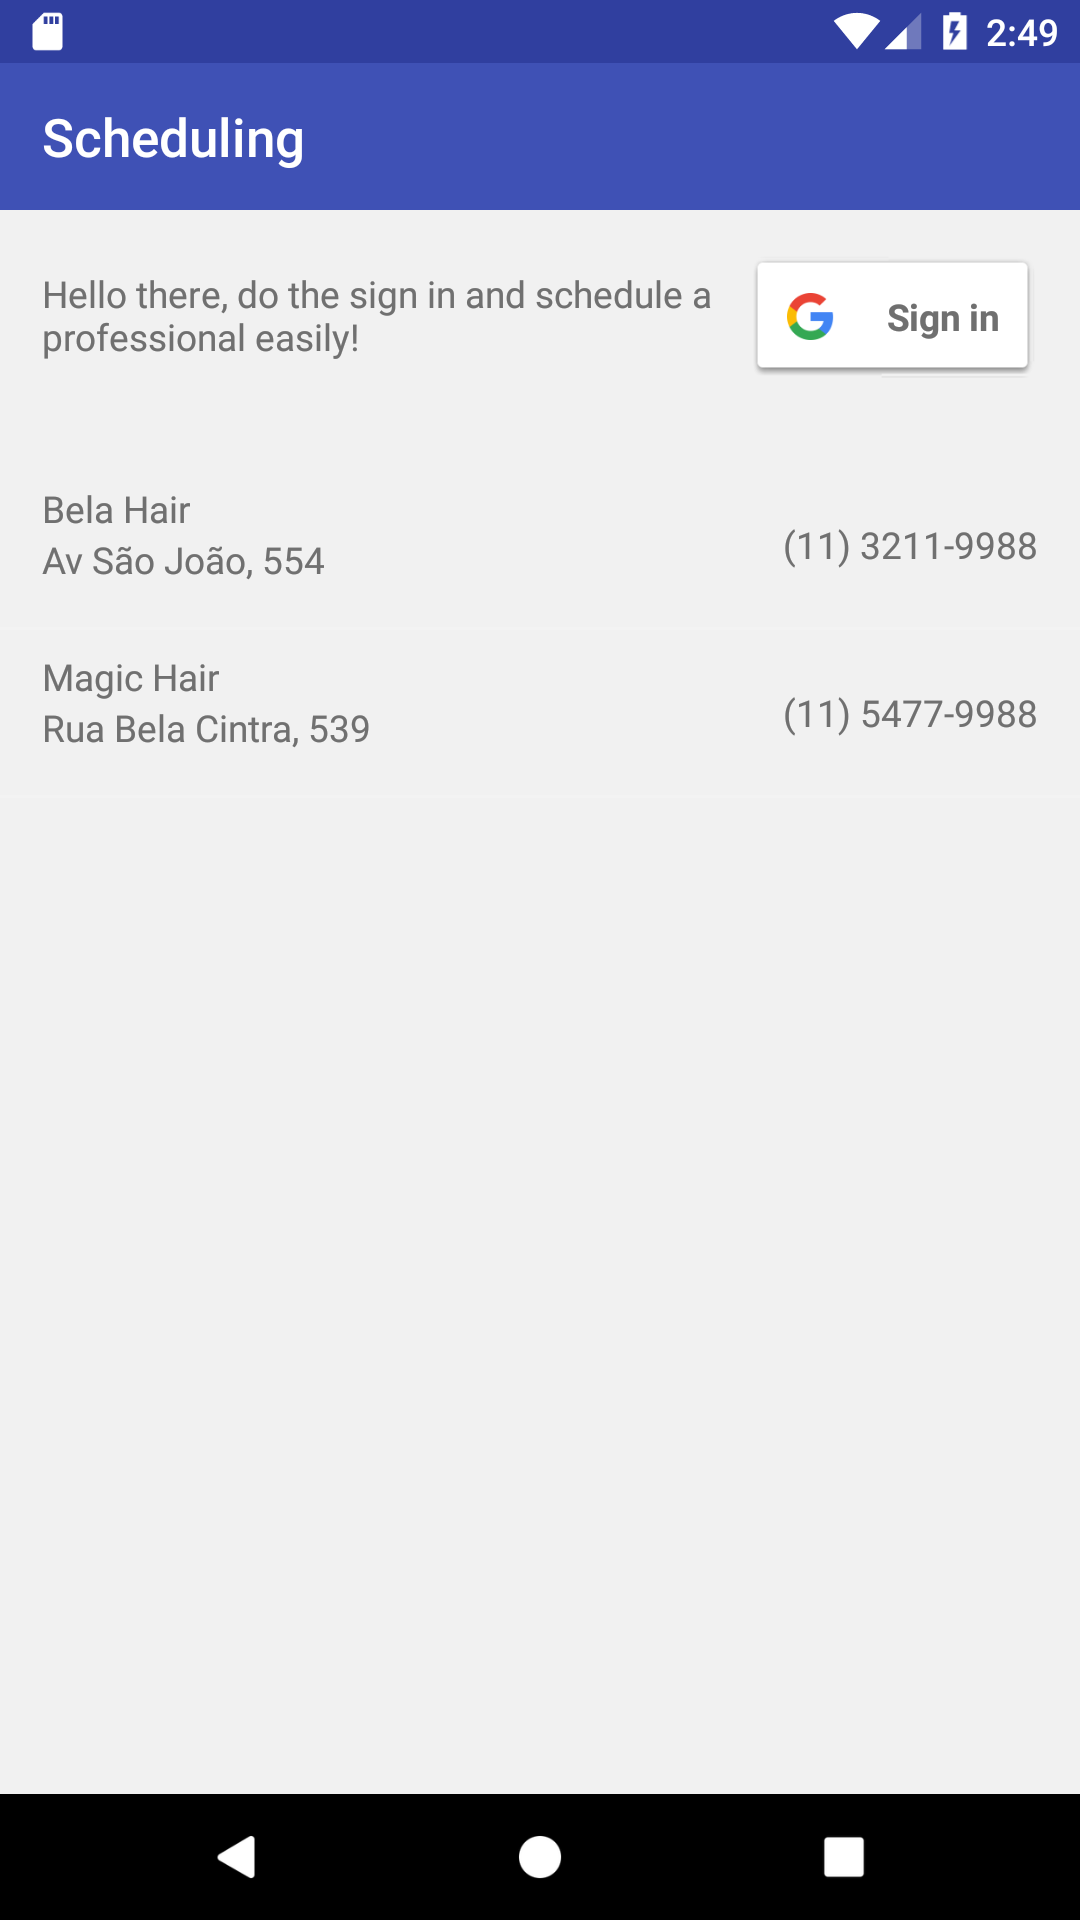 2:49
Scheduling
Hello there, do the sign in and schedule a
professional easily!
Sign in
Bela Hair
Av São João, 554
(11) 3211-9988
Magic Hair
Rua Bela Cintra, 539
(11) 5477-9988